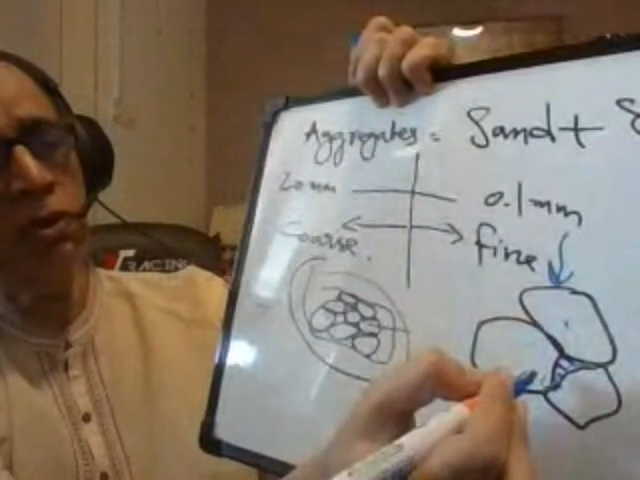 Aggregates = Sand +
20mm
0.1mm
Coarse.
fine
RACING